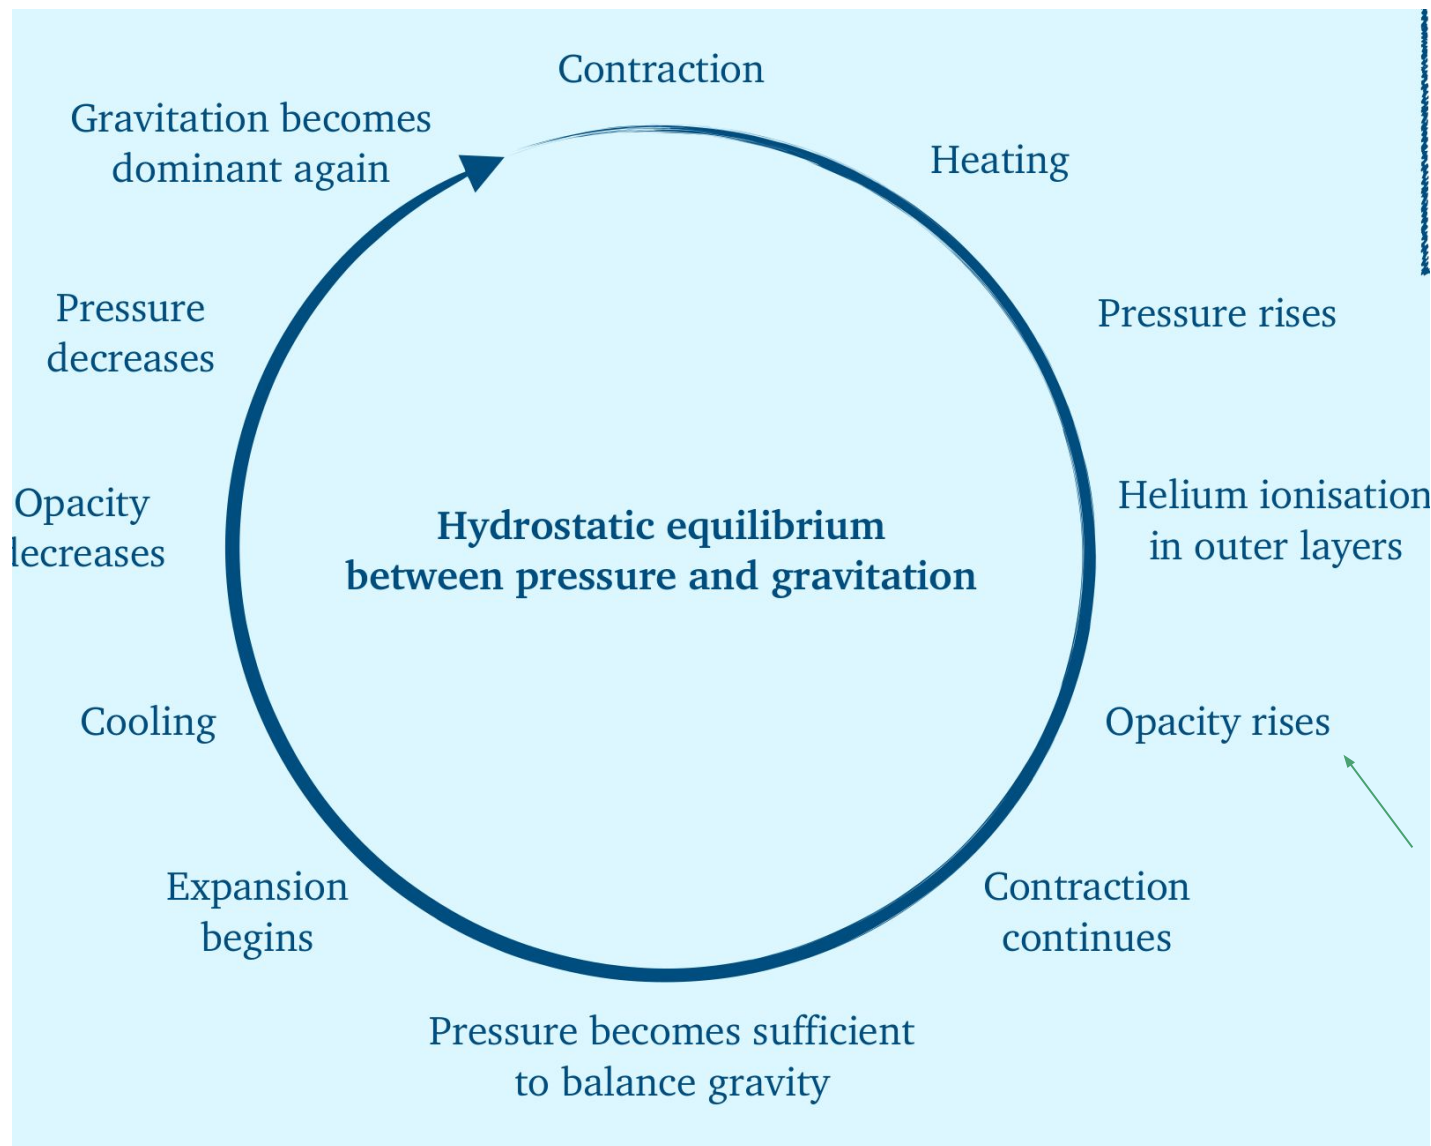 Contraction
Heating
Pressure rises
Helium ionisation
in outer layers
Opacity rises
Contraction
continues
Pressure becomes sufficient
to balance gravity
Expansion
begins
Cooling
Opacity
decreases
Pressure
decreases
Gravitation becomes
dominant again
Hydrostatic equilibrium
between pressure and gravitation